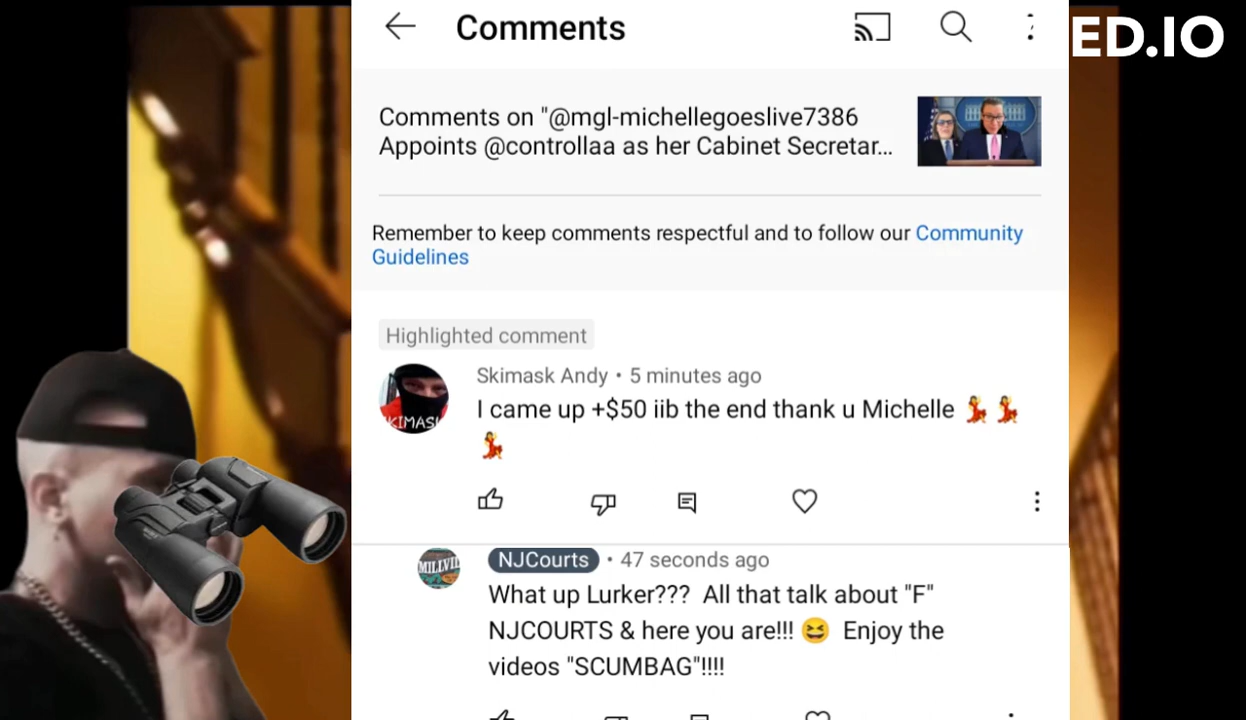 Comments
ED.IO
Comments on "@mgl-michellegoeslive7386
Appoints @controllaa as her Cabinet Secretar...
Remember to keep comments respectful and to follow our Community
Guidelines
Highlighted comment
Skimask Andy • 5 minutes ago
I came up +$50 iib the end thank u Michelle 💃💃
💃
KIMAS
NJCourts • 47 seconds ago
MILLVIL
What up Lurker??? All that talk about "F"
NJCOURTS & here you are!!! 😆 Enjoy the
videos "SCUMBAG"!!!!